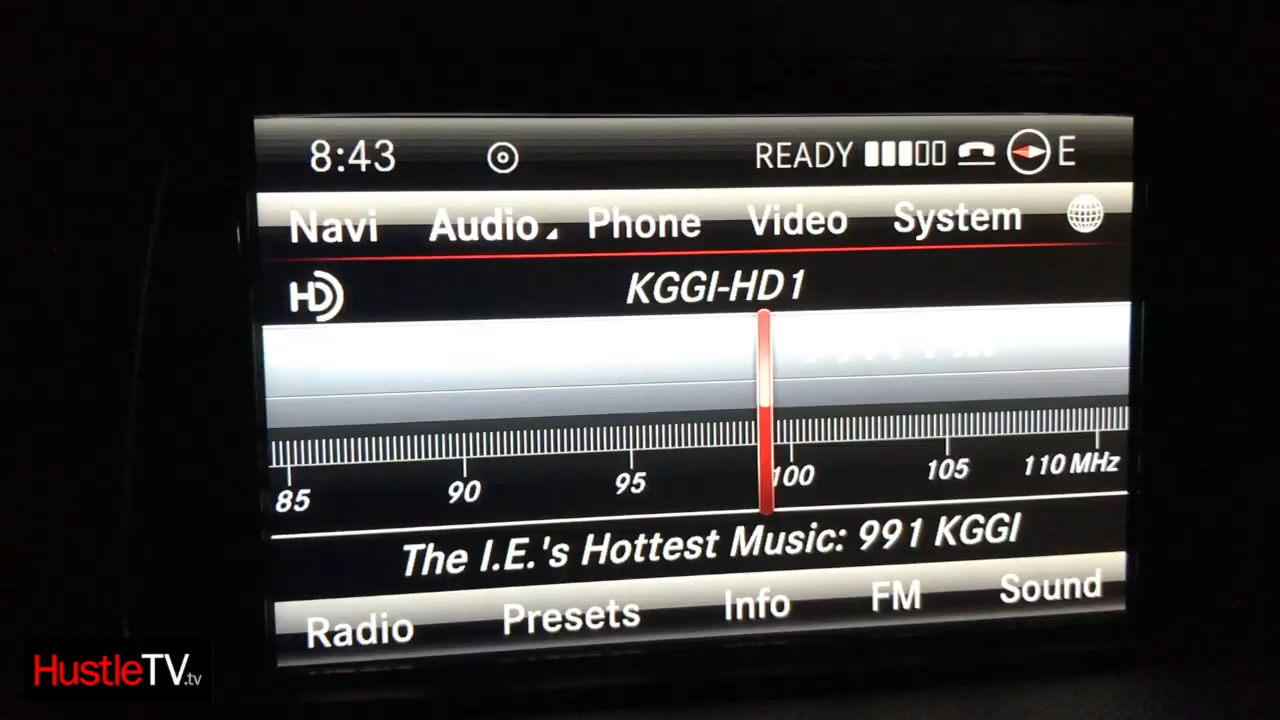 8:43 READY E
Navi Audio Phone Video System
HD KGGI-HD1
85 90 95 100 105 110 MHz
The I.E.'s Hottest Music: 991 KGGI
Radio Presets Info FM Sound
HustleTV.tv